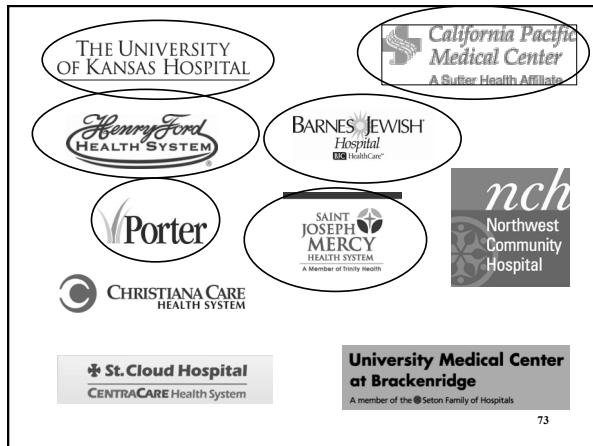 THE UNIVERSITY
OF KANSAS HOSPITAL
California Pacific
Medical Center
A Sutter Health Affiliate
Henry Ford
HEALTH SYSTEM®
BARNES JEWISH
Hospital
BJC HealthCare™
Porter
SAINT
JOSEPH
MERCY
HEALTH SYSTEM
A Member of Trinity Health
nch
Northwest
Community
Hospital
CHRISTIANA CARE
HEALTH SYSTEM
St. Cloud Hospital
CENTRACARE Health System
University Medical Center
at Brackenridge
A member of the Seton Family of Hospitals
73